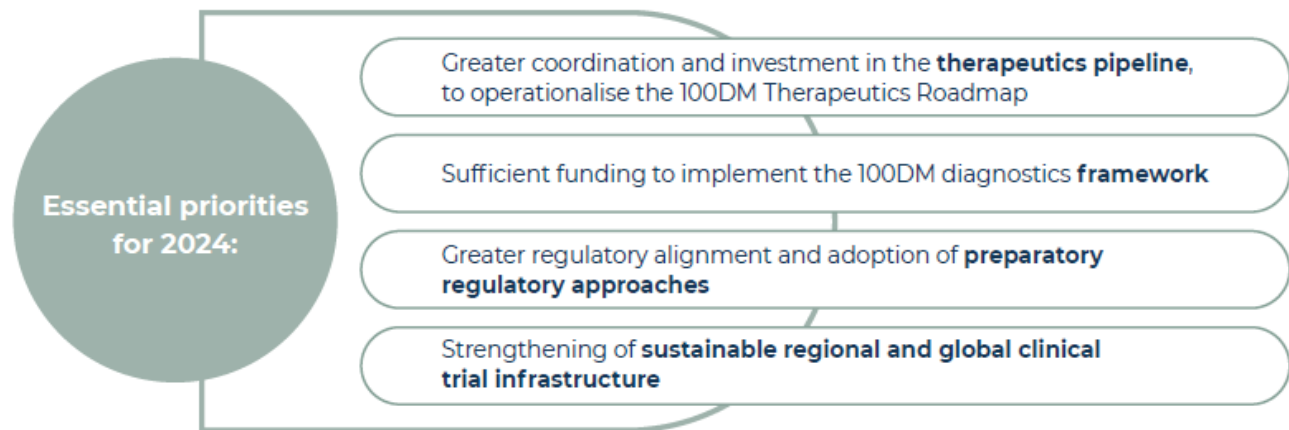 Essential priorities
for 2024:
Greater coordination and investment in the therapeutics pipeline,
to operationalise the 100DM Therapeutics Roadmap
Sufficient funding to implement the 100DM diagnostics framework
Greater regulatory alignment and adoption of preparatory
regulatory approaches
Strengthening of sustainable regional and global clinical
trial infrastructure